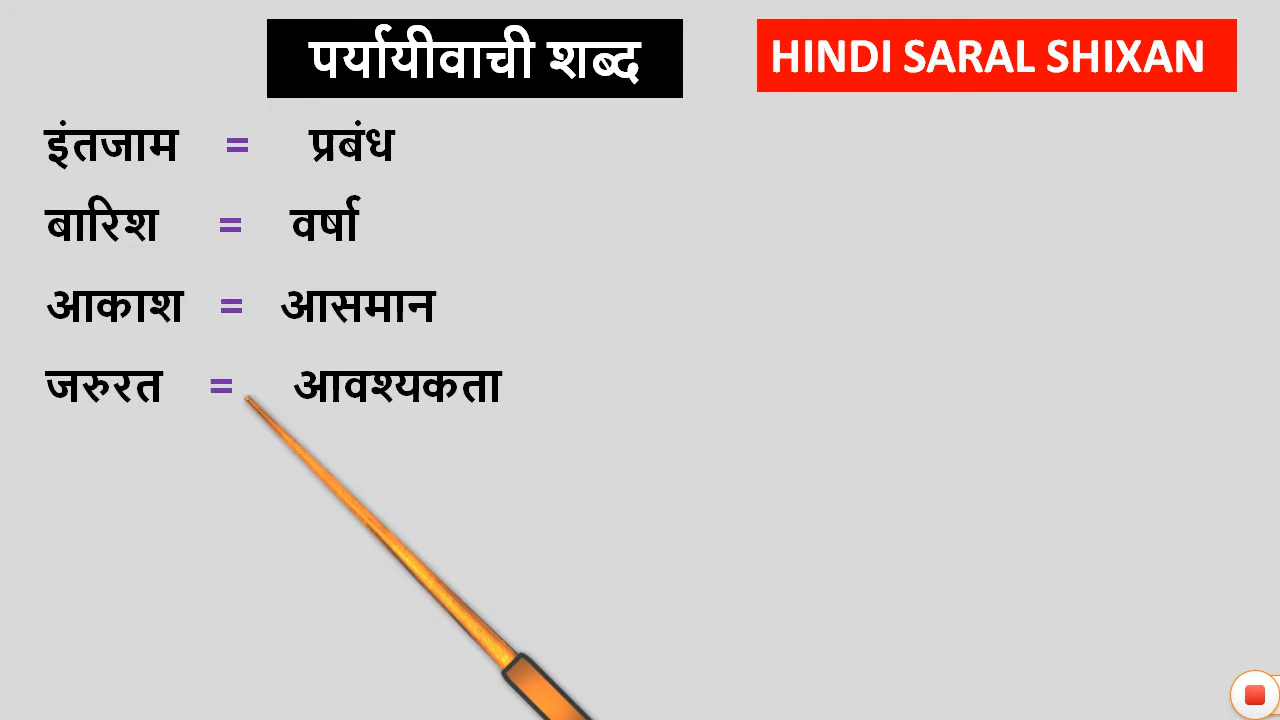 पर्यायीवाची शब्द
HINDI SARAL SHIXAN
इंतजाम = प्रबंध
बारिश = वर्षा
आकाश = आसमान
जरुरत = आवश्यकता